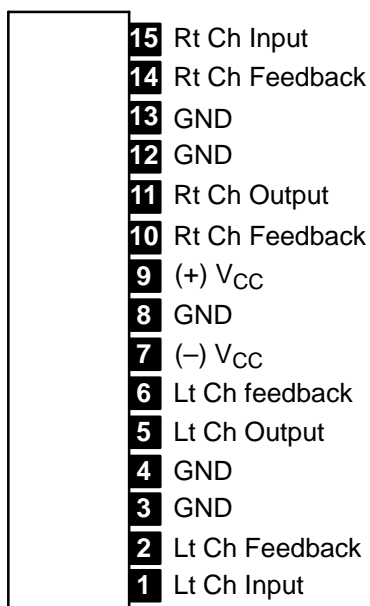 15 Rt Ch Input
14 Rt Ch Feedback
13 GND
12 GND
11 Rt Ch Output
10 Rt Ch Feedback
9 (+) VCC
8 GND
7 (–) VCC
6 Lt Ch feedback
5 Lt Ch Output
4 GND
3 GND
2 Lt Ch Feedback
1 Lt Ch Input